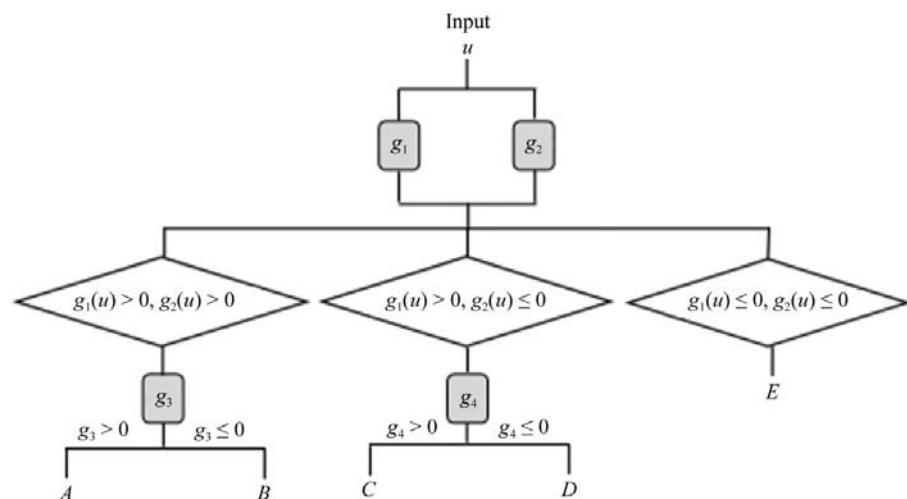 Input
u
g₁ g₂
g₁(u) > 0, g₂(u) > 0 g₁(u) > 0, g₂(u) ≤ 0 g₁(u) ≤ 0, g₂(u) ≤ 0
g₃ g₄ E
g₃ > 0 g₃ ≤ 0 g₄ > 0 g₄ ≤ 0
A B C D